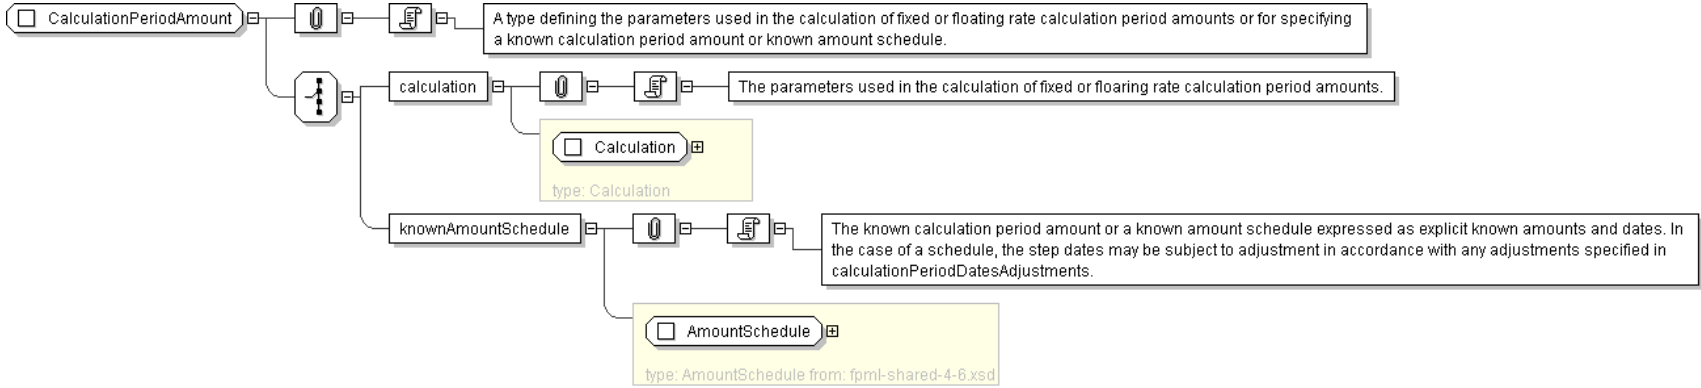 CalculationPeriodAmount
A type defining the parameters used in the calculation of fixed or floating rate calculation period amounts or for specifying
a known calculation period amount or known amount schedule.
calculation
The parameters used in the calculation of fixed or floaring rate calculation period amounts.
Calculation
type: Calculation
knownAmountSchedule
The known calculation period amount or a known amount schedule expressed as explicit known amounts and dates. In
the case of a schedule, the step dates may be subject to adjustment in accordance with any adjustments specified in
calculationPeriodDatesAdjustments.
AmountSchedule
type: AmountSchedule from: fpml-shared-4-6.xsd